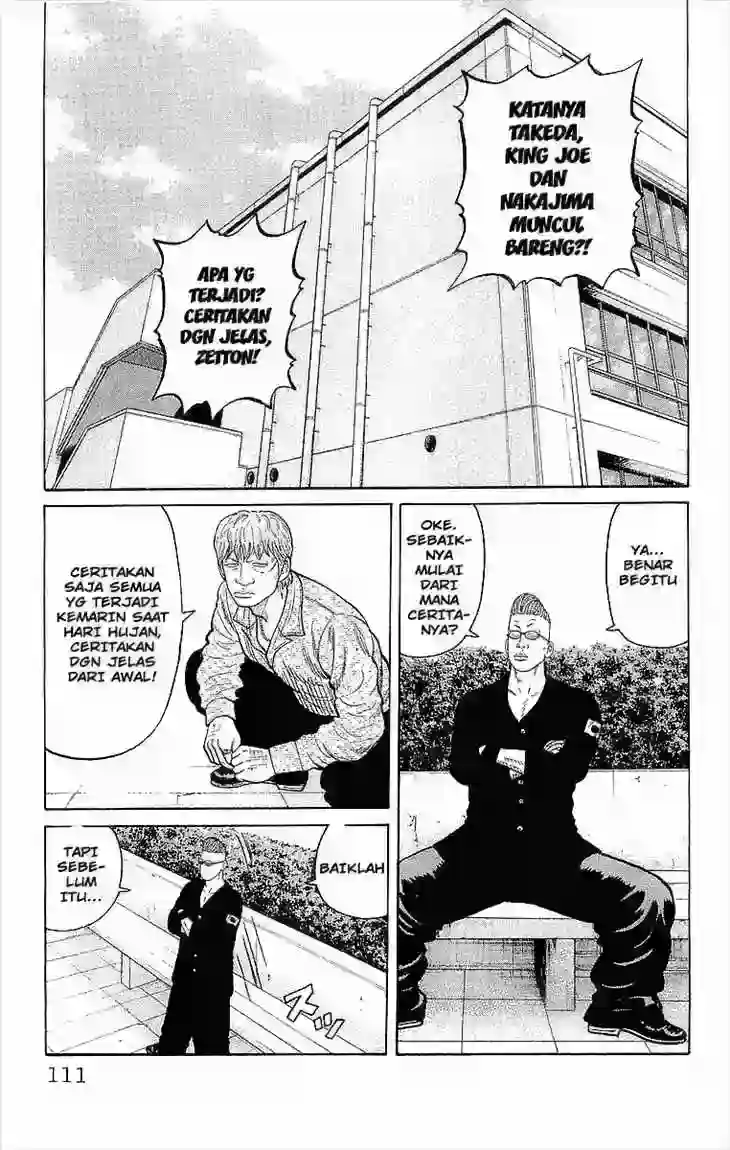 KATANYA
TAKEDA,
KING JOE
DAN
NAKAJIMA
MUNCUL
BARENG?!
APA YG
TERJADI?
CERITAKAN
DGN JELAS,
ZETTON!
YA...
BENAR
BEGITU
OKE.
SEBAIK-
NYA
MULAI
DARI
MANA
CERITA-
NYA?
CERITAKAN
SAJA SEMUA
YG TERJADI
KEMARIN SAAT
HARI HUJAN,
CERITAKAN
DGN JELAS
DARI AWAL!
BAIKLAH
TAPI
SEBE-
LUM
ITU...
111